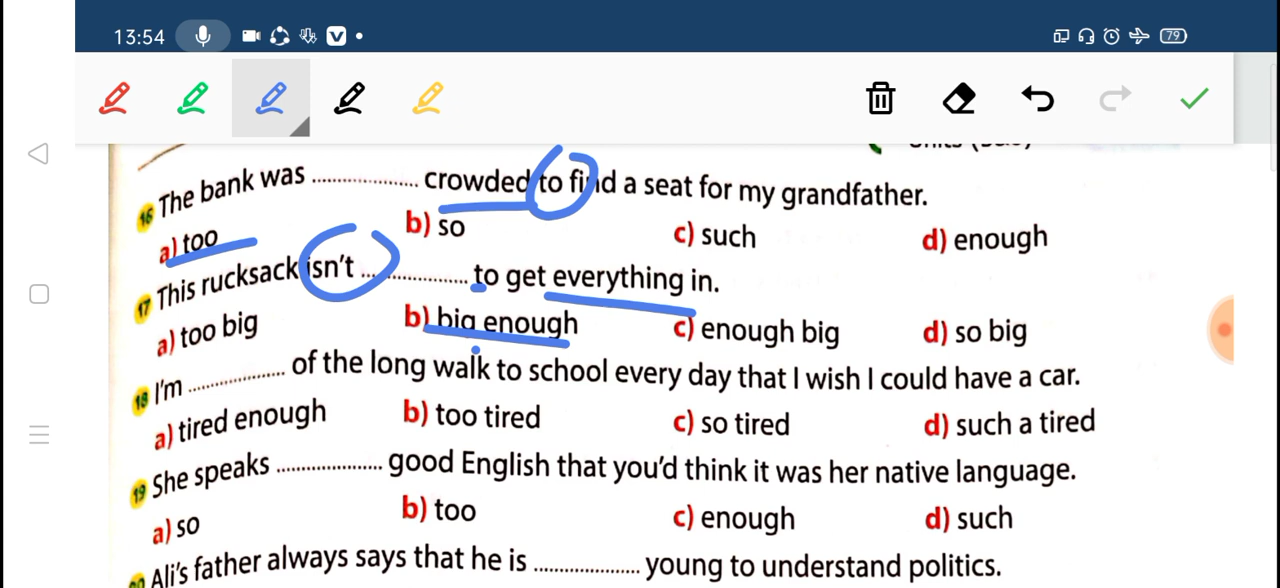 13:54
79
16 The bank was .................. crowded to find a seat for my grandfather.
a) too b) so c) such d) enough
17 This rucksack isn't .................. to get everything in.
a) too big b) big enough c) enough big d) so big
18 I'm .................. of the long walk to school every day that I wish I could have a car.
a) tired enough b) too tired c) so tired d) such a tired
19 She speaks .................. good English that you'd think it was her native language.
a) so b) too c) enough d) such
Ali's father always says that he is .................. young to understand politics.